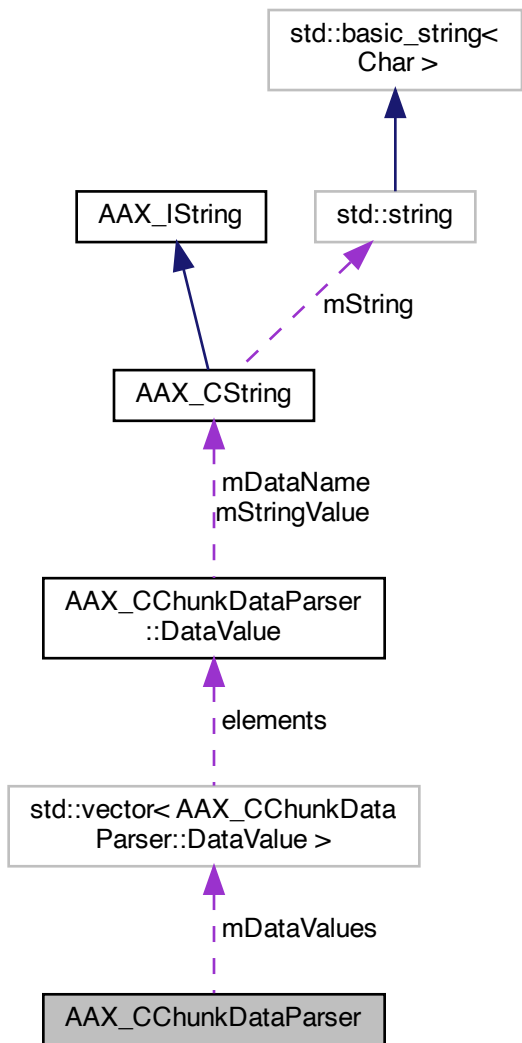 std::basic_string<
Char >
AAX_IString
std::string
mString
AAX_CString
mDataName
mStringValue
AAX_CChunkDataParser
::DataValue
elements
std::vector< AAX_CChunkData
Parser::DataValue >
mDataValues
AAX_CChunkDataParser